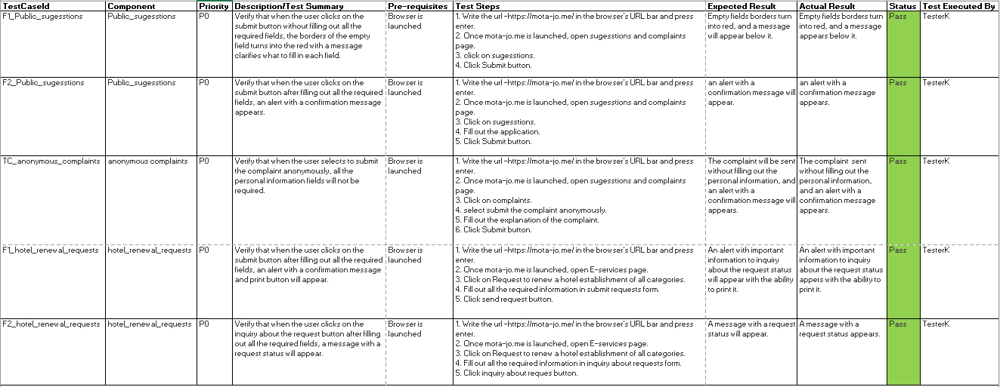 TestCaseId Component Priority Description/Test Summary Pre-requisites Test Steps Expected Result Actual Result Status Test Executed By
F1_Public_sugesstions
Public_sugesstions
P0
Verify that when the user clicks on the
submit button without filling out all the
required fields, the borders of the empty
field turns into the red with a message
clarifies what to fill in each field.
Browser is
launched
1. Write the url -https://mota-jo.me/ in the browser's URL bar and press
enter.
2. Once mota-jo.me is launched, open sugesstions and complaints
page.
3. click on sugesstions.
4. Click Submit button.
Empty fields borders turn
into red, and a message
will appear below it.
Empty fields borders turn
into red, and a message
appears below it.
Pass
TesterK
F2_Public_sugesstions
Public_sugesstions
P0
Verify that when the user clicks on the
submit button after filling out all the required
fields, an alert with a confirmation message
appears.
Browser is
launched
1. Write the url -https://mota-jo.me/ in the browser's URL bar and press
enter.
2. Once mota-jo.me is launched, open sugesstions and complaints
page.
3. Click on sugesstions.
4. Fill out the application.
5. Click Submit button.
an alert with a
confirmation message will
appear.
an alert with a
confirmation message
appears.
Pass
TesterK
TC_anonymous_complaints
anonymous complaints
P0
Verify that when the user selects to submit
the complaint anonymously, all the
personal information fields will not be
required.
Browser is
launched
1. Write the url -https://mota-jo.me/ in the browser's URL bar and press
enter.
2. Once mota-jo.me is launched, open sugesstions and complaints
page.
3. Click on complaints.
4. select submit the complaint anonymously.
5. Fill out the explanation of the complaint.
6. Click Submit button.
The complaint will be sent
without filling out the
personal information, and
an alert with a
confirmation message will
appears.
The complaint sent
without filling out the
personal information,
and an alert with a
confirmation message
appears.
Pass
TesterK
F1_hotel_renewal_requests
hotel_renewal_requests
P0
Verify that when the user clicks on the
submit button after filling out all the required
fields, an alert with a confirmation message
and print button will appear.
Browser is
launched
1. Write the url -https://mota-jo.me/ in the browser's URL bar and press
enter.
2. Once mota-jo.me is launched, open E-services page.
3. Click on Request to renew a hotel establishment of all categories.
4. Fill out all the required information in submit requests form.
5. Click send request button.
An alert with important
information to inquiry
about the request status
will appear with the ability
to print it.
An alert with important
information to inquiry
about the request status
appers with the ability to
print it.
Pass
TesterK
F2_hotel_renewal_requests
hotel_renewal_requests
P0
Verify that when the user clicks on the
inquiry about the request button after filling
out all the required fields, a message with a
request status will appear.
Browser is
launched
1. Write the url -https://mota-jo.me/ in the browser's URL bar and press
enter.
2. Once mota-jo.me is launched, open E-services page.
3. Click on Request to renew a hotel establishment of all categories.
4. Fill out all the required information in inquiry about requests form.
5. Click inquiry about reques button.
A message with a request
status will appear.
A message with a
request status appears.
Pass
TesterK